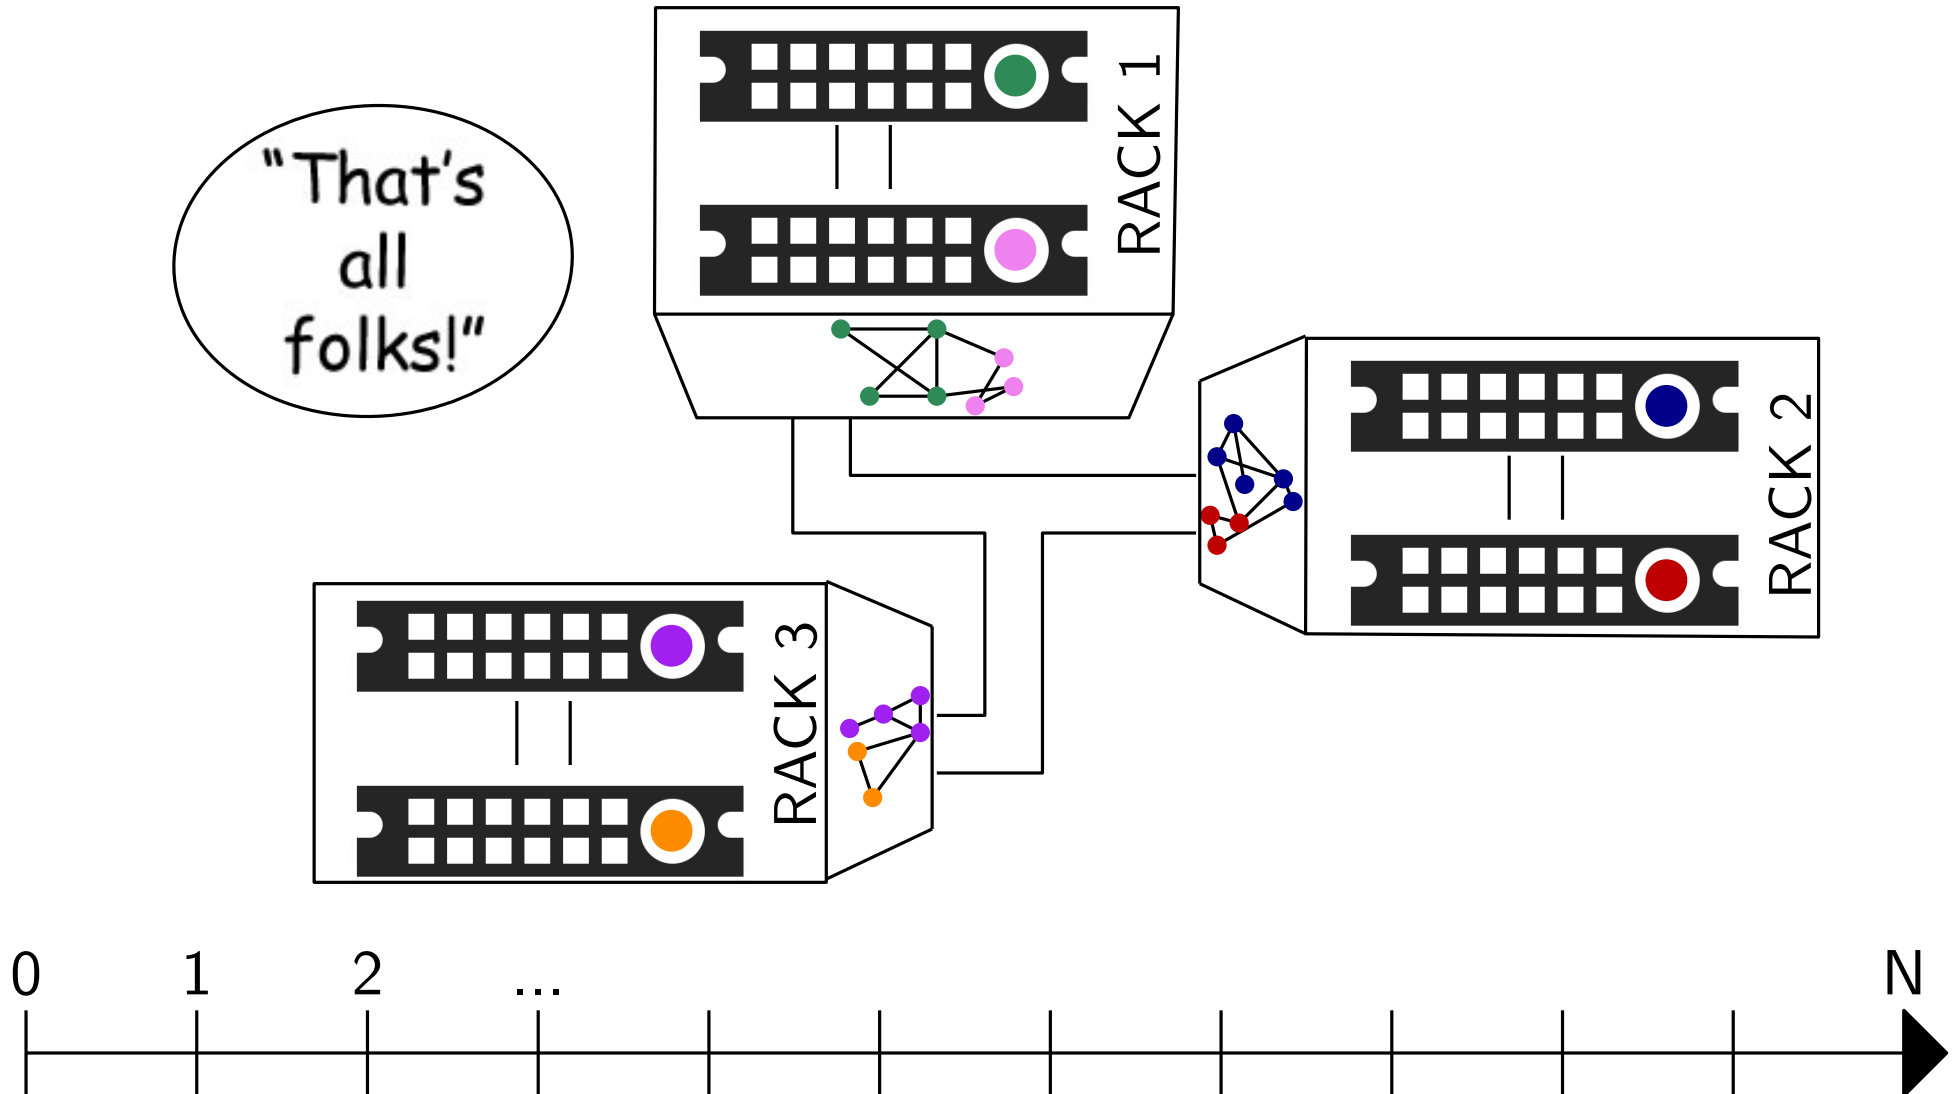 “That’s
all
folks!”
RACK 1
RACK 2
RACK 3
0 1 2 ... N